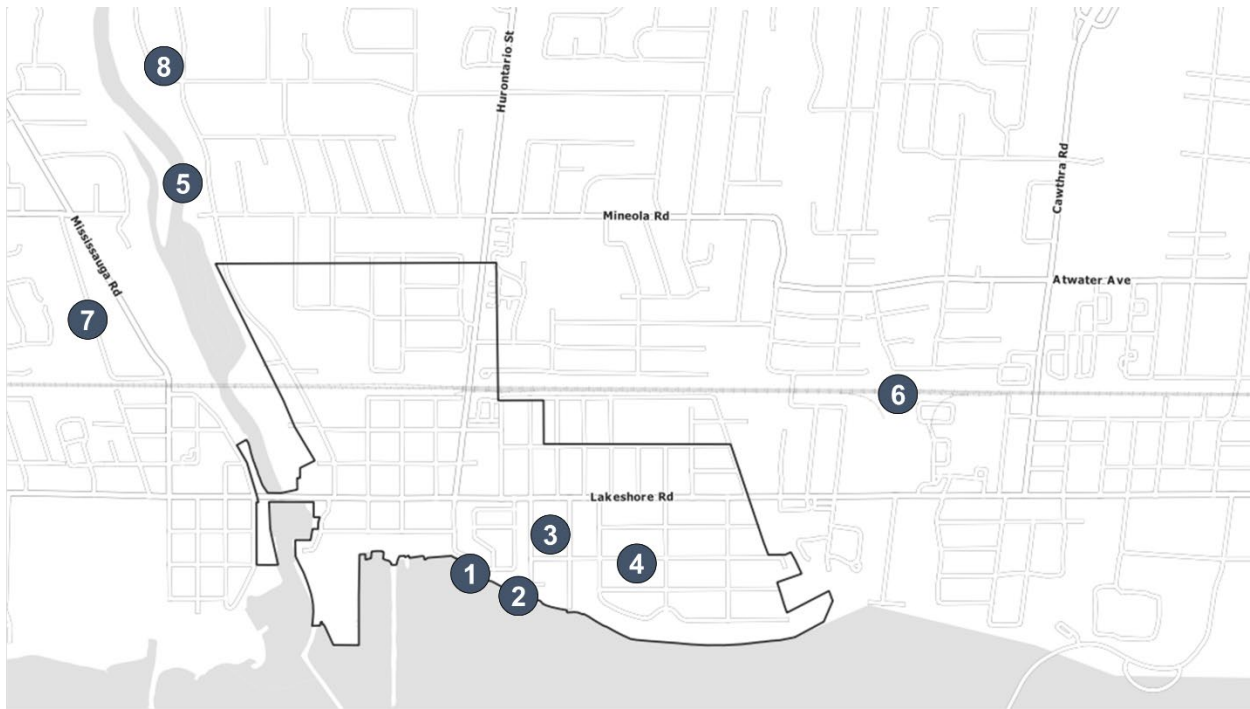 8
Hurontario St
Cawthra Rd
5
Mineola Rd
Mississauga Rd
Atwater Ave
7
6
Lakeshore Rd
3
4
1
2